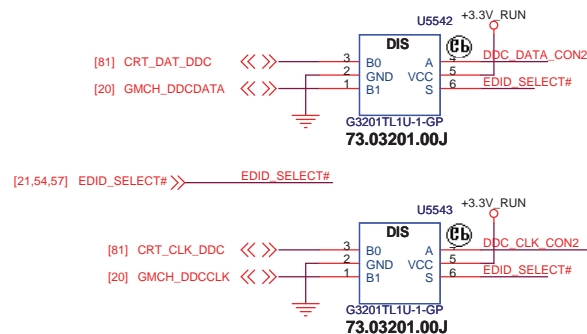 U5542
+3.3V_RUN
DIS
[81] CRT_DAT_DDC
3 B0 A 4 DDC_DATA_CON2
2 GND VCC 5
[20] GMCH_DDCDATA
1 B1 S 6 EDID_SELECT#
G3201TL1U-1-GP
73.03201.00J
[21,54,57] EDID_SELECT# EDID_SELECT#
U5543
+3.3V_RUN
DIS
[81] CRT_CLK_DDC
3 B0 A 4 DDC_CLK_CON2
2 GND VCC 5
[20] GMCH_DDCCLK
1 B1 S 6 EDID_SELECT#
G3201TL1U-1-GP
73.03201.00J